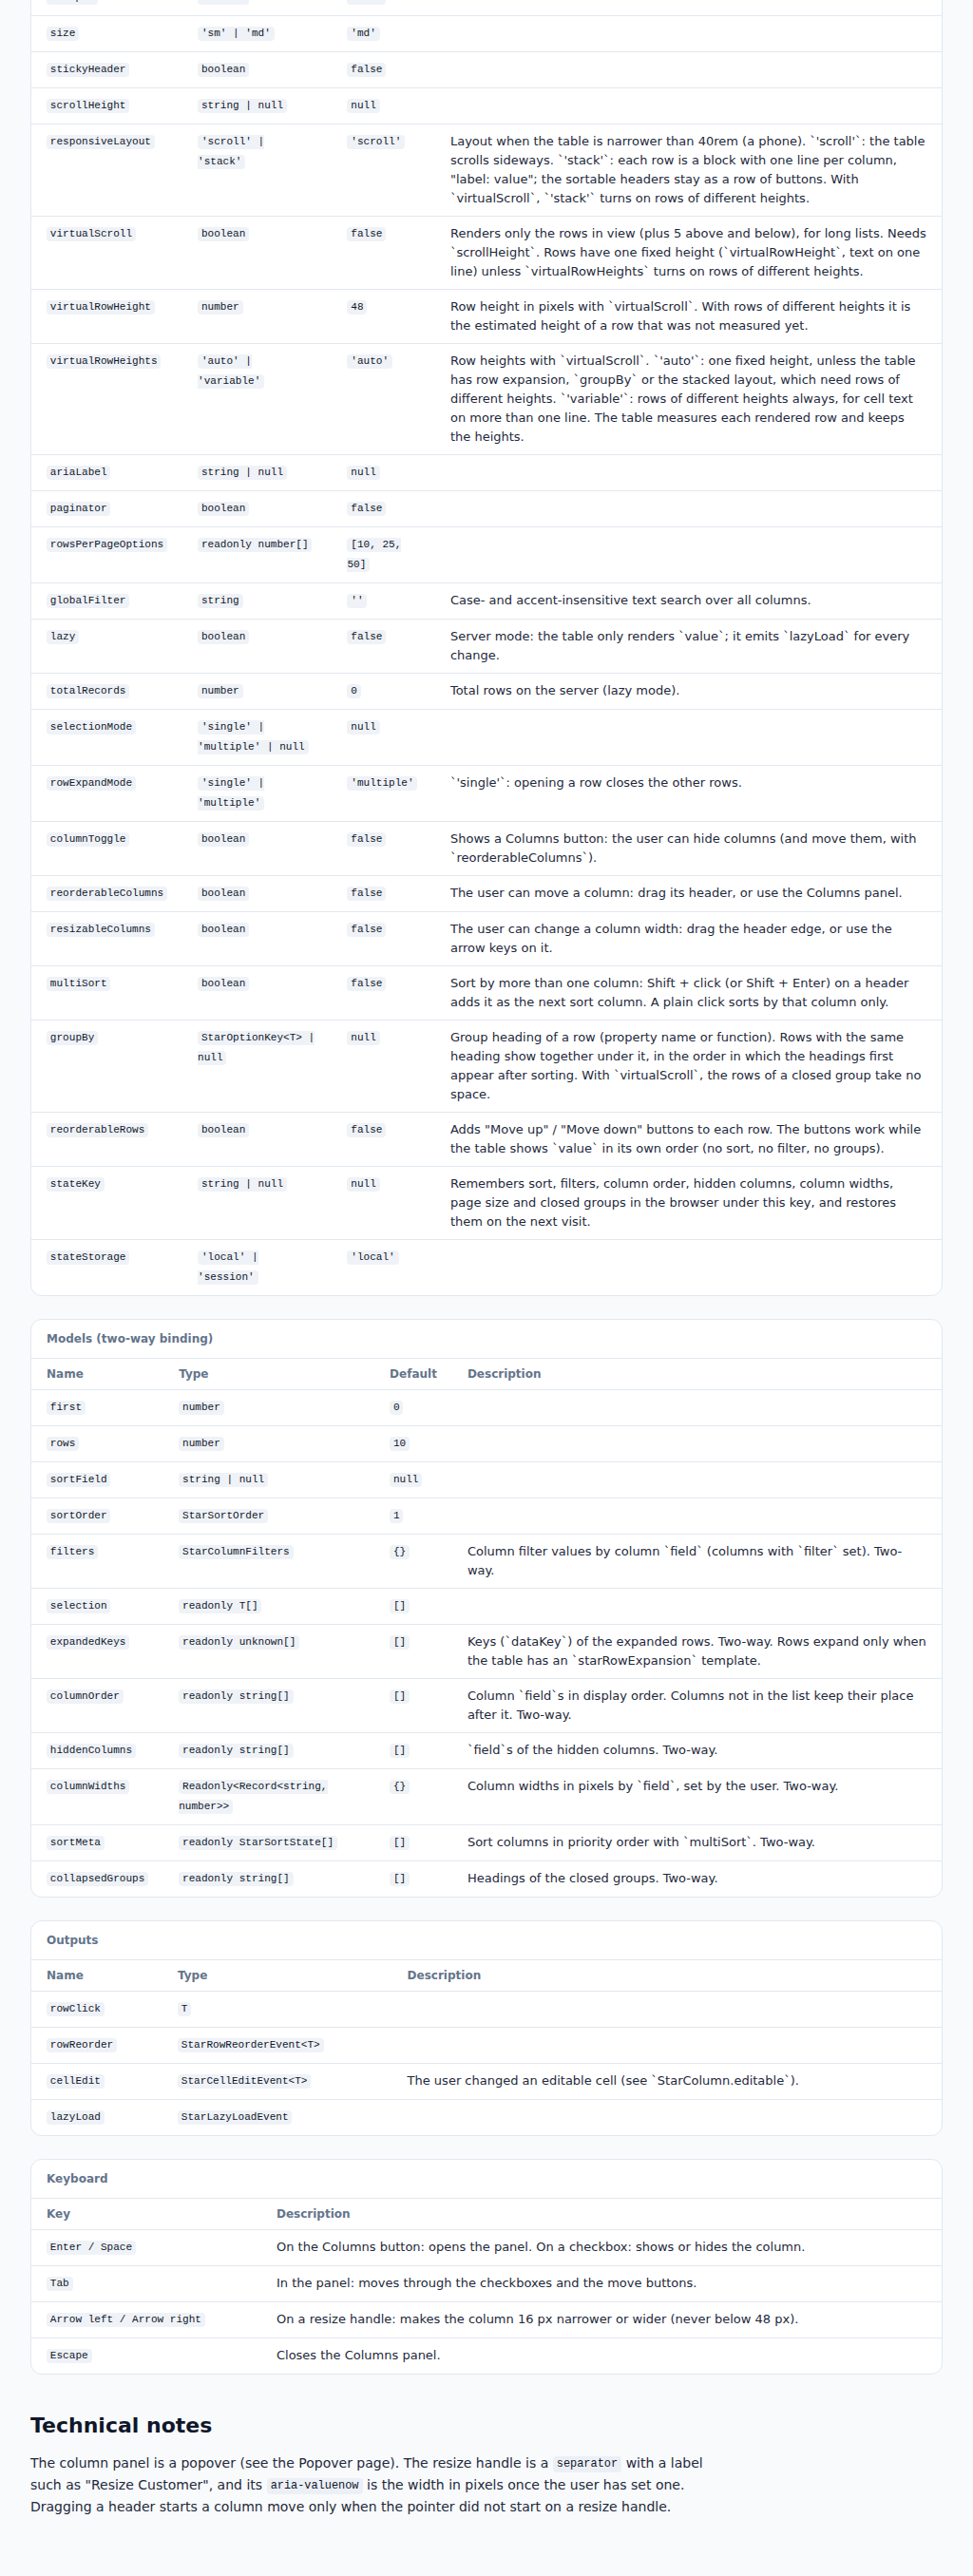 size 'sm' | 'md' 'md'
stickyHeader boolean false
scrollHeight string | null null
responsiveLayout 'scroll' | 'scroll' Layout when the table is narrower than 40rem (a phone). `'scroll'`: the table
'stack' scrolls sideways. `'stack'`: each row is a block with one line per column,
"label: value"; the sortable headers stay as a row of buttons. With
`virtualScroll`, `'stack'` turns on rows of different heights.
virtualScroll boolean false Renders only the rows in view (plus 5 above and below), for long lists. Needs
`scrollHeight`. Rows have one fixed height (`virtualRowHeight`, text on one
line) unless `virtualRowHeights` turns on rows of different heights.
virtualRowHeight number 48 Row height in pixels with `virtualScroll`. With rows of different heights it is
the estimated height of a row that was not measured yet.
virtualRowHeights 'auto' | 'auto' Row heights with `virtualScroll`. `'auto'`: one fixed height, unless the table
'variable' has row expansion, `groupBy` or the stacked layout, which need rows of
different heights. `'variable'`: rows of different heights always, for cell text
on more than one line. The table measures each rendered row and keeps
the heights.
ariaLabel string | null null
paginator boolean false
rowsPerPageOptions readonly number[] [10, 25,
50]
globalFilter string '' Case- and accent-insensitive text search over all columns.
lazy boolean false Server mode: the table only renders `value`; it emits `lazyLoad` for every
change.
totalRecords number 0 Total rows on the server (lazy mode).
selectionMode 'single' | null
'multiple' | null
rowExpandMode 'single' | 'multiple' `'single'`: opening a row closes the other rows.
'multiple'
columnToggle boolean false Shows a Columns button: the user can hide columns (and move them, with
`reorderableColumns`).
reorderableColumns boolean false The user can move a column: drag its header, or use the Columns panel.
resizableColumns boolean false The user can change a column width: drag the header edge, or use the
arrow keys on it.
multiSort boolean false Sort by more than one column: Shift + click (or Shift + Enter) on a header
adds it as the next sort column. A plain click sorts by that column only.
groupBy StarOptionKey<T> | null Group heading of a row (property name or function). Rows with the same
null heading show together under it, in the order in which the headings first
appear after sorting. With `virtualScroll`, the rows of a closed group take no
space.
reorderableRows boolean false Adds "Move up" / "Move down" buttons to each row. The buttons work while
the table shows `value` in its own order (no sort, no filter, no groups).
stateKey string | null null Remembers sort, filters, column order, hidden columns, column widths,
page size and closed groups in the browser under this key, and restores
them on the next visit.
stateStorage 'local' | 'local'
'session'
Models (two-way binding)
Name Type Default Description
first number 0
rows number 10
sortField string | null null
sortOrder StarSortOrder 1
filters StarColumnFilters {} Column filter values by column `field` (columns with `filter` set). Two-
way.
selection readonly T[] []
expandedKeys readonly unknown[] [] Keys (`dataKey`) of the expanded rows. Two-way. Rows expand only when
the table has an `starRowExpansion` template.
columnOrder readonly string[] [] Column `field`s in display order. Columns not in the list keep their place
after it. Two-way.
hiddenColumns readonly string[] [] `field`s of the hidden columns. Two-way.
columnWidths Readonly<Record<string, {} Column widths in pixels by `field`, set by the user. Two-way.
number>>
sortMeta readonly StarSortState[] [] Sort columns in priority order with `multiSort`. Two-way.
collapsedGroups readonly string[] [] Headings of the closed groups. Two-way.
Outputs
Name Type Description
rowClick T
rowReorder StarRowReorderEvent<T>
cellEdit StarCellEditEvent<T> The user changed an editable cell (see `StarColumn.editable`).
lazyLoad StarLazyLoadEvent
Keyboard
Key Description
Enter / Space On the Columns button: opens the panel. On a checkbox: shows or hides the column.
Tab In the panel: moves through the checkboxes and the move buttons.
Arrow left / Arrow right On a resize handle: makes the column 16 px narrower or wider (never below 48 px).
Escape Closes the Columns panel.
Technical notes
The column panel is a popover (see the Popover page). The resize handle is a separator with a label
such as "Resize Customer", and its aria-valuenow is the width in pixels once the user has set one.
Dragging a header starts a column move only when the pointer did not start on a resize handle.